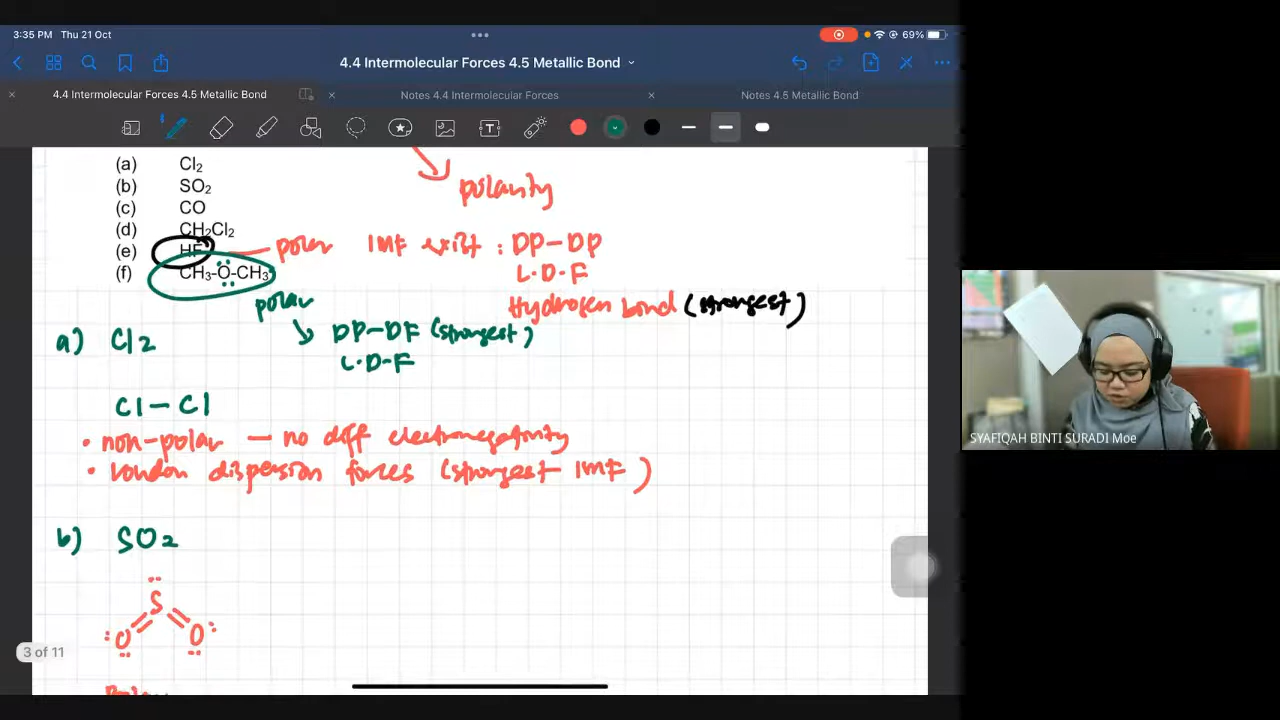 3:35 PM Thu 21 Oct
69%
4.4 Intermolecular Forces 4.5 Metallic Bond
4.4 Intermolecular Forces 4.5 Metallic Bond
Notes 4.4 Intermolecular Forces
Notes 4.5 Metallic Bond
polarity
(a) Cl2
(b) SO2
(c) CO
(d) CH2Cl2
(e) HF polar IMF exist : DP-DP
L.D.F
Hydrogen bond (strongest)
(f) CH3-O-CH3
polar
DP-DF (strongest)
L.D-F
a) Cl2
Cl - Cl
• non-polar - no diff electronegativity
• London dispersion forces (strongest IMF)
b) SO2
S
O O
3 of 11
SYAFIQAH BINTI SURADI Moe